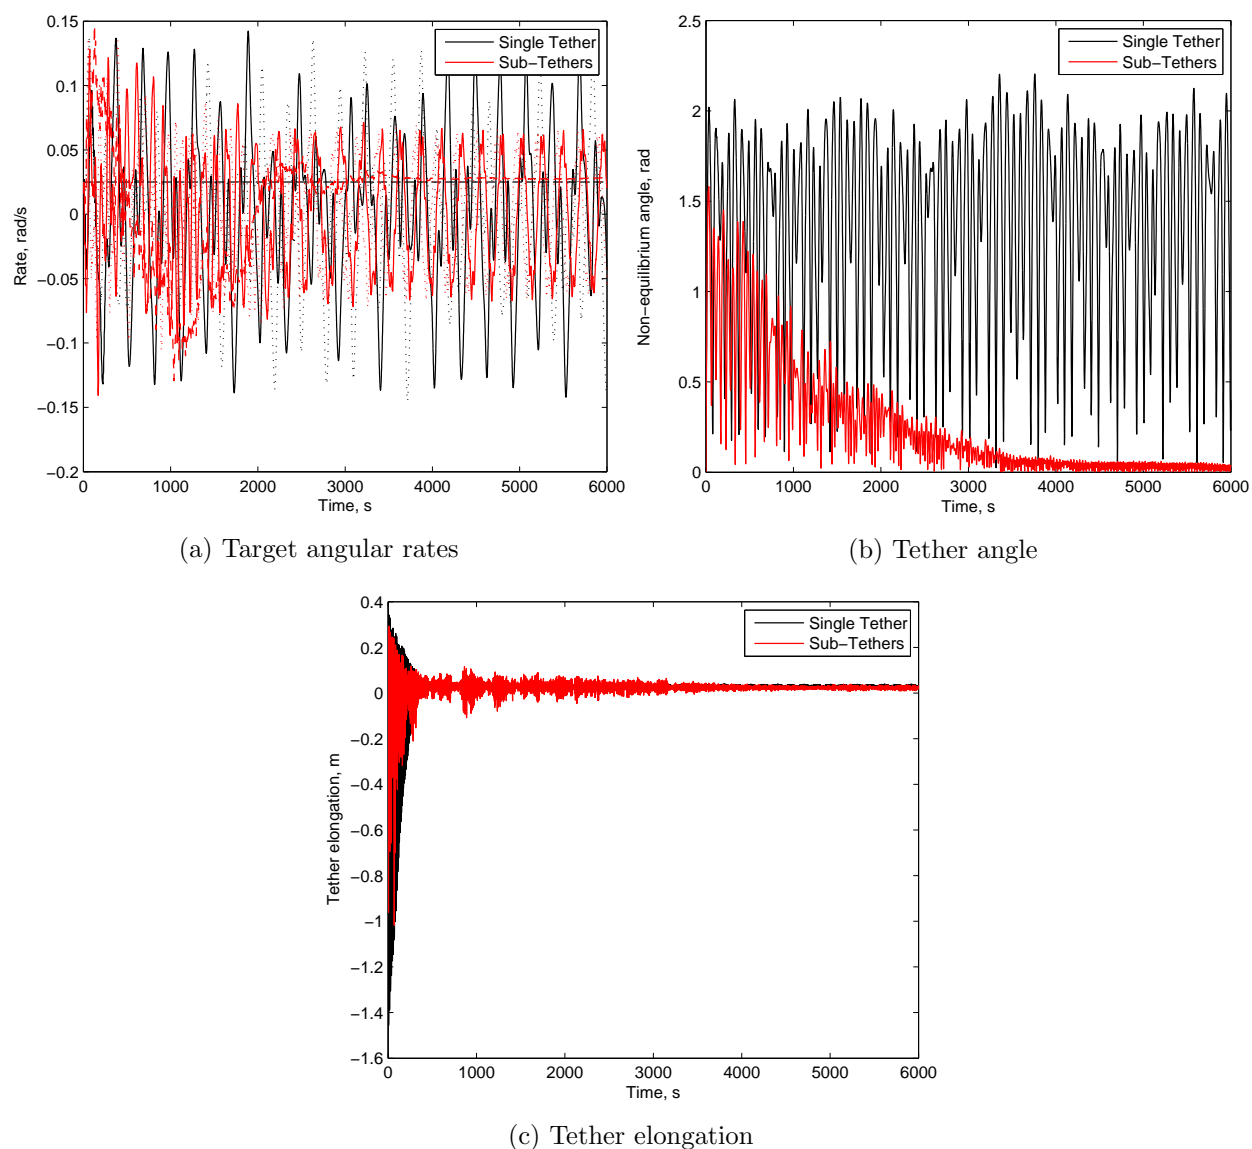 0.15
0.1
0.05
0
−0.05
−0.1
−0.15
−0.2
Rate, rad/s
Single Tether
Sub−Tethers
0 1000 2000 3000 4000 5000 6000
Time, s
(a) Target angular rates
2.5
2
1.5
1
0.5
0
Non−equilibrium angle, rad
Single Tether
Sub−Tethers
0 1000 2000 3000 4000 5000 6000
Time, s
(b) Tether angle
0.4
0.2
0
−0.2
−0.4
−0.6
−0.8
−1
−1.2
−1.4
−1.6
Tether elongation, m
Single Tether
Sub−Tethers
0 1000 2000 3000 4000 5000 6000
Time, s
(c) Tether elongation